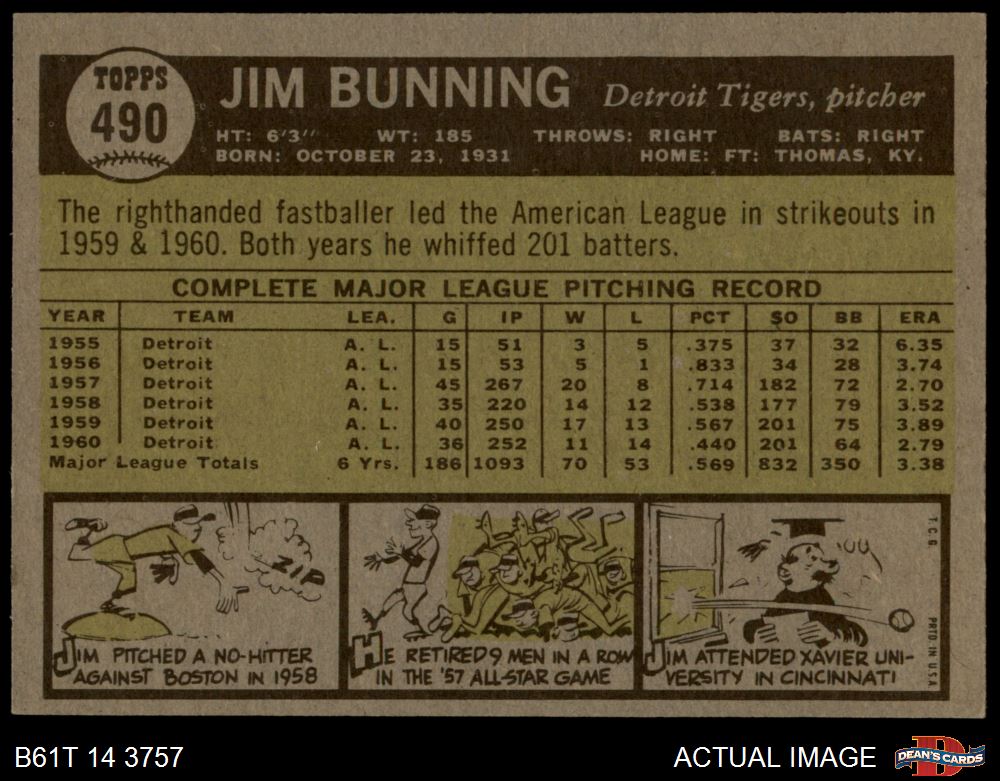 TOPPS
490
JIM BUNNING Detroit Tigers, pitcher
HT: 6'3" WT: 185 THROWS: RIGHT BATS: RIGHT
BORN: OCTOBER 23, 1931 HOME: FT: THOMAS, KY.
The righthanded fastballer led the American League in strikeouts in
1959 & 1960. Both years he whiffed 201 batters.
COMPLETE MAJOR LEAGUE PITCHING RECORD
YEAR TEAM LEA. G IP W L PCT SO BB ERA
1955 Detroit A. L. 15 51 3 5 .375 37 32 6.35
1956 Detroit A. L. 15 53 5 1 .833 34 28 3.74
1957 Detroit A. L. 45 267 20 8 .714 182 72 2.70
1958 Detroit A. L. 35 220 14 12 .538 177 79 3.52
1959 Detroit A. L. 40 250 17 13 .567 201 75 3.89
1960 Detroit A. L. 36 252 11 14 .440 201 64 2.79
Major League Totals 6 Yrs. 186 1093 70 53 .569 832 350 3.38
ZIP
JIM PITCHED A NO-HITTER
AGAINST BOSTON IN 1958
HE RETIRED 9 MEN IN A ROW
IN THE '57 ALL-STAR GAME
JIM ATTENDED XAVIER UNI-
VERSITY IN CINCINNATI
T.C.G.
PRTD. IN U.S.A.
B61T 14 3757
ACTUAL IMAGE
DEAN'S CARDS